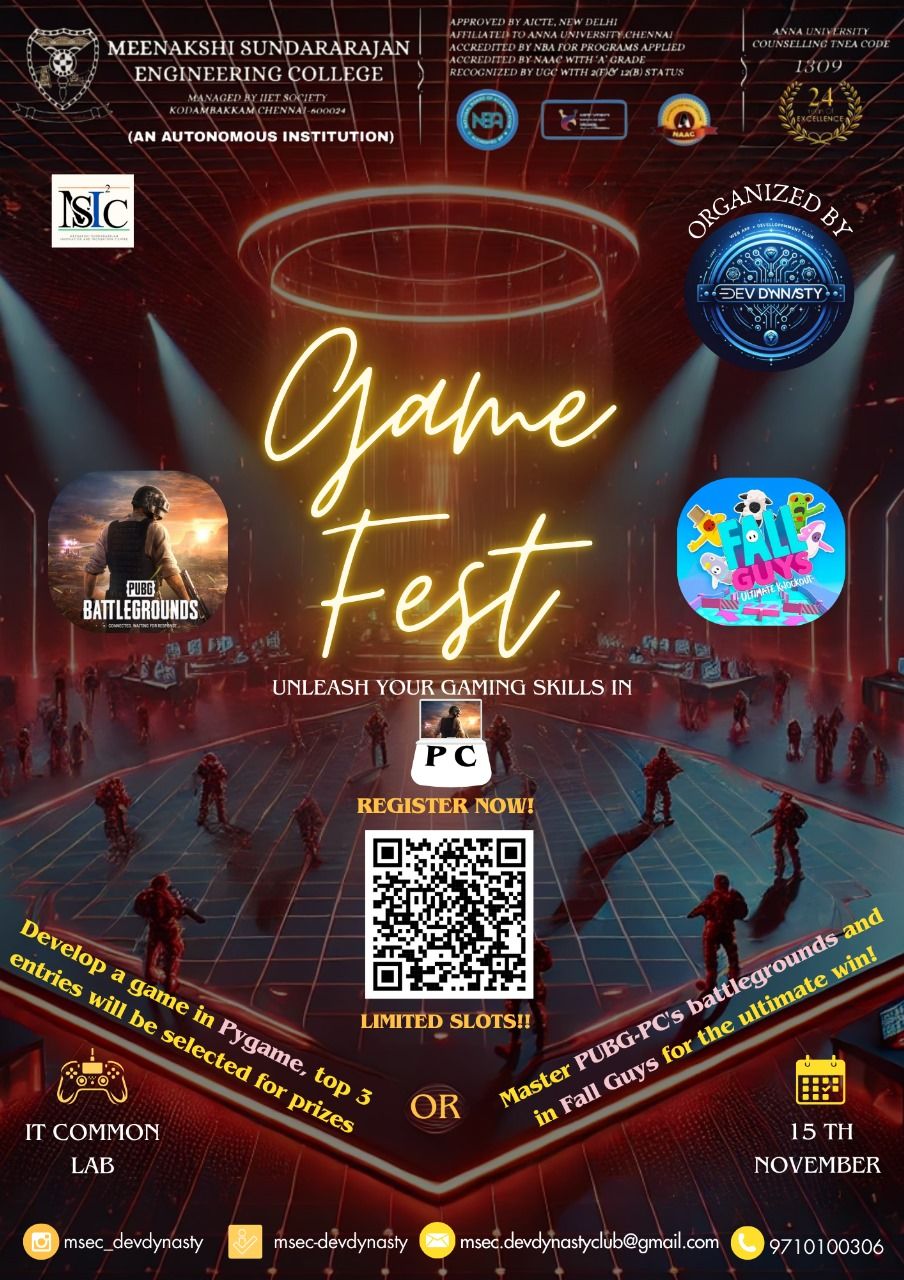 MEENAKSHI SUNDARARAJAN
ENGINEERING COLLEGE
MANAGED BY IIET SOCIETY
KODAMBAKKAM CHENNAI-600024
(AN AUTONOMOUS INSTITUTION)
APPROVED BY AICTE, NEW DELHI
AFFILIATED TO ANNA UNIVERSITY,CHENNAI
ACCREDITED BY NBA FOR PROGRAMS APPLIED
ACCREDITED BY NAAC WITH 'A' GRADE
RECOGNIZED BY UGC WITH 2(F)& 12(B) STATUS
NBA
NAAC
ANNA UNIVERSITY
COUNSELLING TNEA CODE
1309
24
EXCELLENCE
MSI2C
ORGANIZED BY
DEV DYNASTY
Game
Fest
PUBG
BATTLEGROUNDS
FALL
GUYS
ULTIMATE KNOCKOUT
UNLEASH YOUR GAMING SKILLS IN
PC
REGISTER NOW!
LIMITED SLOTS!!
Develop a game in Pygame, top 3
entries will be selected for prizes
OR
Master PUBG-PC's battlegrounds and
in Fall Guys for the ultimate win!
IT COMMON
LAB
15 TH
NOVEMBER
msec_devdynasty
msec-devdynasty
msec.devdynastyclub@gmail.com
9710100306